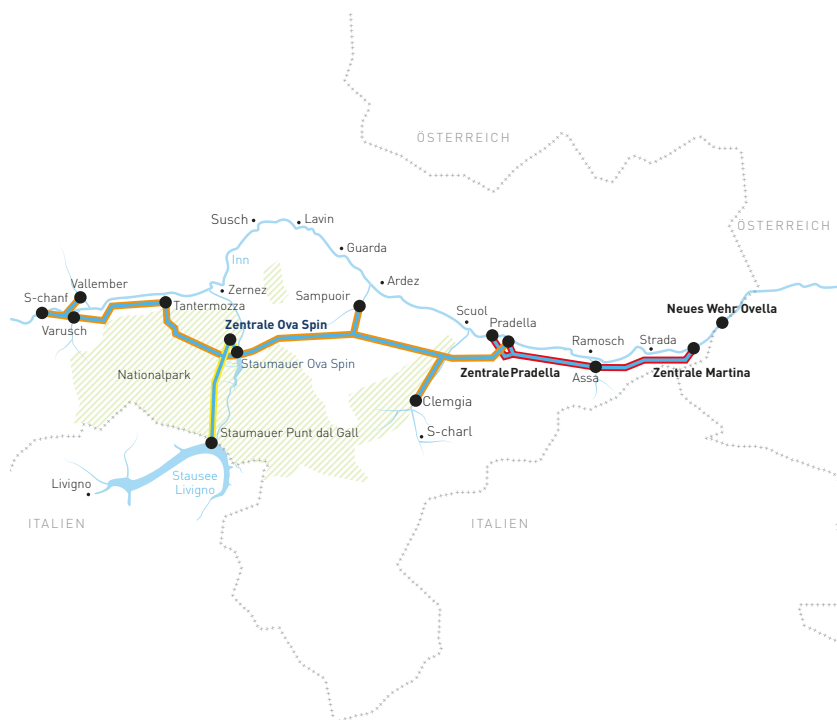 ÖSTERREICH
ÖSTERREICH
Susch
Lavin
Guarda
Inn
Ardez
Zernez
Vallember
S-chanf
Sampuoir
Tantermozza
Varusch
Scuol
Pradella
Neues Wehr Ovella
Zentrale Ova Spin
Ramosch
Strada
Staumauer Ova Spin
Nationalpark
Zentrale Pradella
Assa
Zentrale Martina
Clemgia
Staumauer Punt dal Gall
S-charl
Stausee
Livigno
Livigno
ITALIEN
ITALIEN